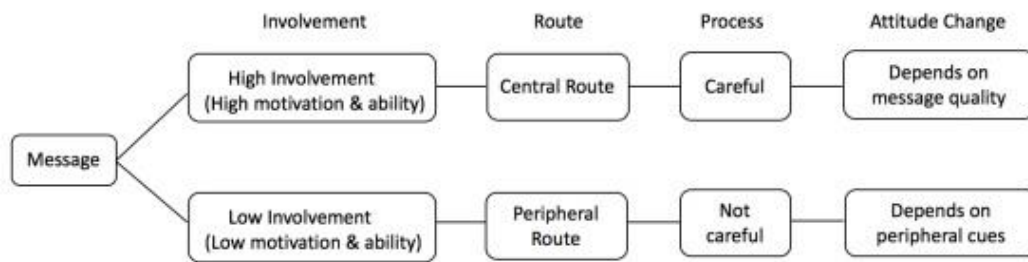 Involvement
Route
Process
Attitude Change
High Involvement
(High motivation & ability)
Central Route
Careful
Depends on
message quality
Message
Low Involvement
(Low motivation & ability)
Peripheral
Route
Not
careful
Depends on
peripheral cues